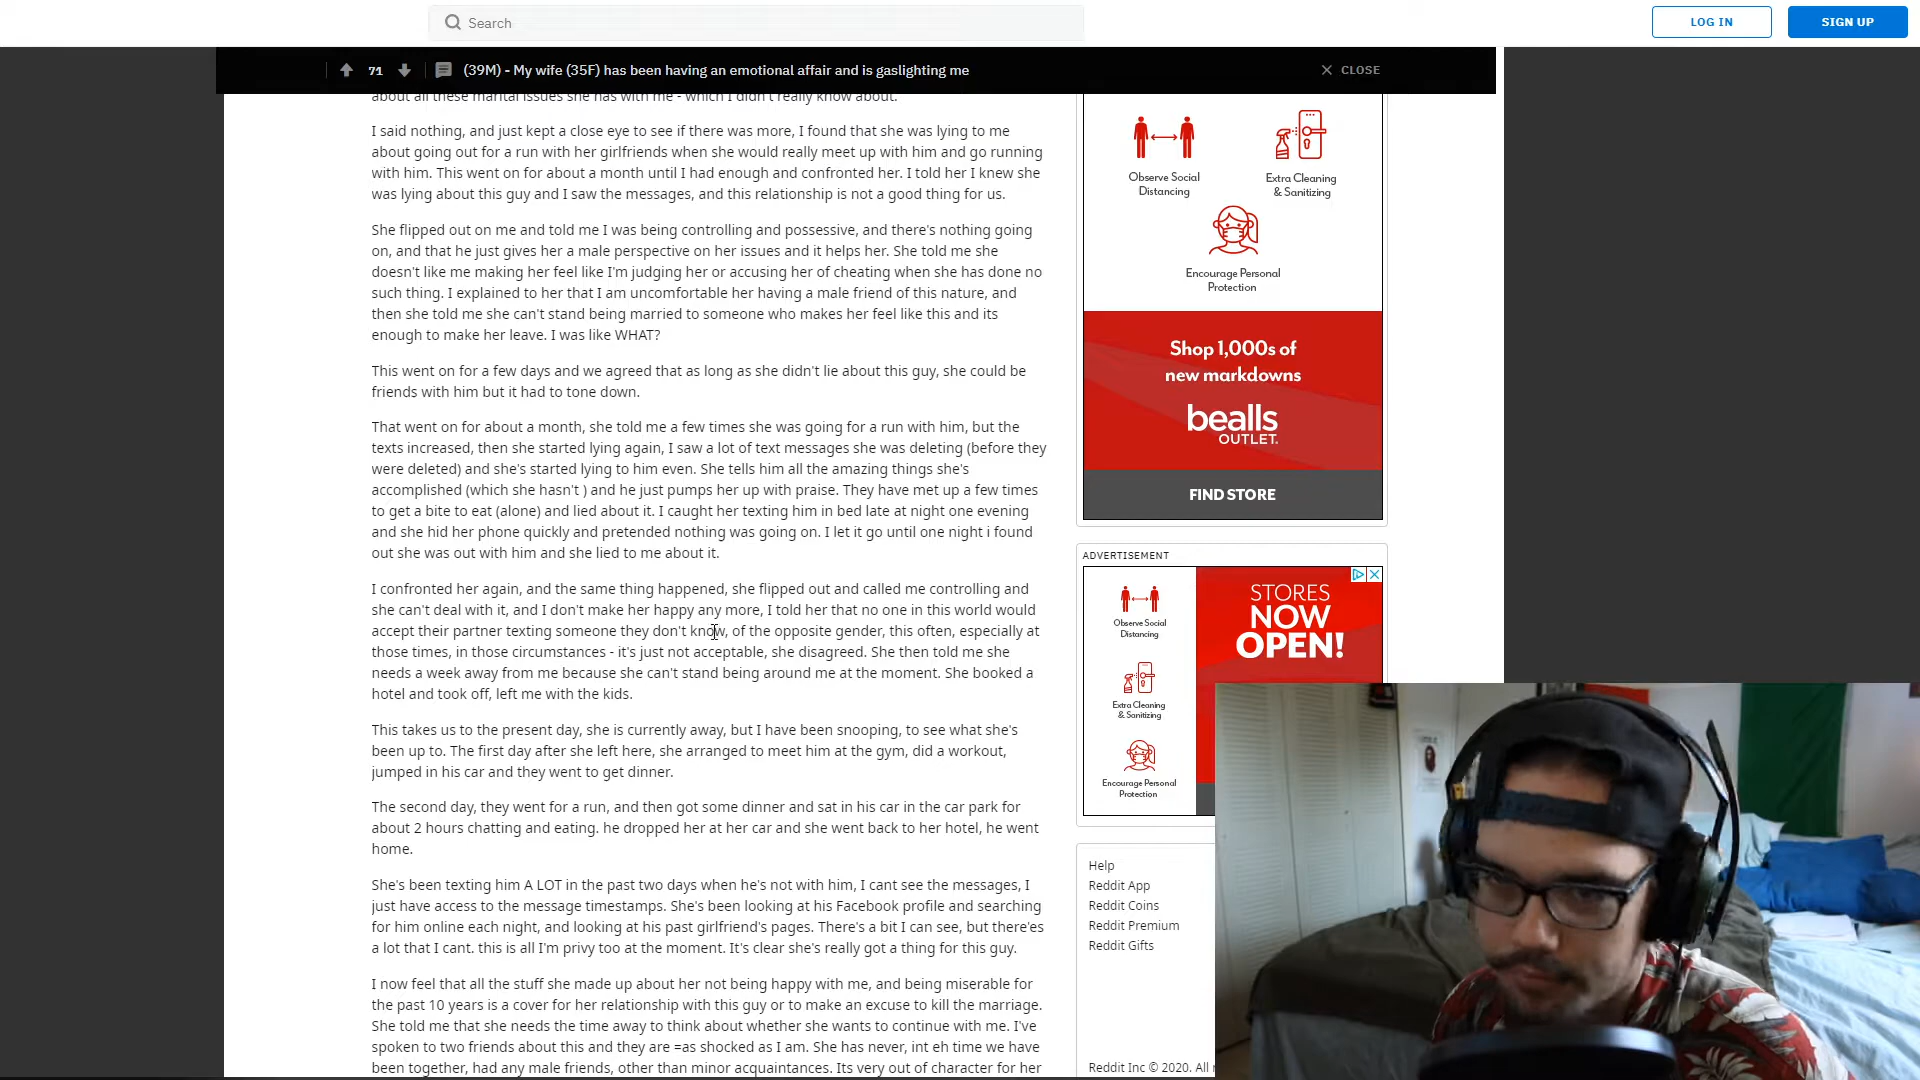 Search
LOG IN
SIGN UP
71
(39M) - My wife (35F) has been having an emotional affair and is gaslighting me
CLOSE
about all these marital issues she has with me - which I didn't really know about.
I said nothing, and just kept a close eye to see if there was more, I found that she was lying to me
about going out for a run with her girlfriends when she would really meet up with him and go running
with him. This went on for about a month until I had enough and confronted her. I told her I knew she
was lying about this guy and I saw the messages, and this relationship is not a good thing for us.
She flipped out on me and told me I was being controlling and possessive, and there's nothing going
on, and that he just gives her a male perspective on her issues and it helps her. She told me she
doesn't like me making her feel like I'm judging her or accusing her of cheating when she has done no
such thing. I explained to her that I am uncomfortable her having a male friend of this nature, and
then she told me she can't stand being married to someone who makes her feel like this and its
enough to make her leave. I was like WHAT?
This went on for a few days and we agreed that as long as she didn't lie about this guy, she could be
friends with him but it had to tone down.
That went on for about a month, she told me a few times she was going for a run with him, but the
texts increased, then she started lying again, I saw a lot of text messages she was deleting (before they
were deleted) and she's started lying to him even. She tells him all the amazing things she's
accomplished (which she hasn't ) and he just pumps her up with praise. They have met up a few times
to get a bite to eat (alone) and lied about it. I caught her texting him in bed late at night one evening
and she hid her phone quickly and pretended nothing was going on. I let it go until one night i found
out she was out with him and she lied to me about it.
I confronted her again, and the same thing happened, she flipped out and called me controlling and
she can't deal with it, and I don't make her happy any more, I told her that no one in this world would
accept their partner texting someone they don't know, of the opposite gender, this often, especially at
those times, in those circumstances - it's just not acceptable, she disagreed. She then told me she
needs a week away from me because she can't stand being around me at the moment. She booked a
hotel and took off, left me with the kids.
This takes us to the present day, she is currently away, but I have been snooping, to see what she's
been up to. The first day after she left here, she arranged to meet him at the gym, did a workout,
jumped in his car and they went to get dinner.
The second day, they went for a run, and then got some dinner and sat in his car in the car park for
about 2 hours chatting and eating. he dropped her at her car and she went back to her hotel, he went
home.
She's been texting him A LOT in the past two days when he's not with him, I cant see the messages, I
just have access to the message timestamps. She's been looking at his Facebook profile and searching
for him online each night, and looking at his past girlfriend's pages. There's a bit I can see, but there'es
a lot that I cant. this is all I'm privy too at the moment. It's clear she's really got a thing for this guy.
I now feel that all the stuff she made up about her not being happy with me, and being miserable for
the past 10 years is a cover for her relationship with this guy or to make an excuse to kill the marriage.
She told me that she needs the time away to think about whether she wants to continue with me. I've
spoken to two friends about this and they are =as shocked as I am. She has never, int eh time we have
been together, had any male friends, other than minor acquaintances. Its very out of character for her
Observe Social
Distancing
Extra Cleaning
& Sanitizing
Encourage Personal
Protection
Shop 1,000s of
new markdowns
bealls
OUTLET.
FIND STORE
ADVERTISEMENT
Observe Social
Distancing
Extra Cleaning
& Sanitizing
Encourage Personal
Protection
STORES
NOW
OPEN!
Help
Reddit App
Reddit Coins
Reddit Premium
Reddit Gifts
Reddit Inc © 2020. All